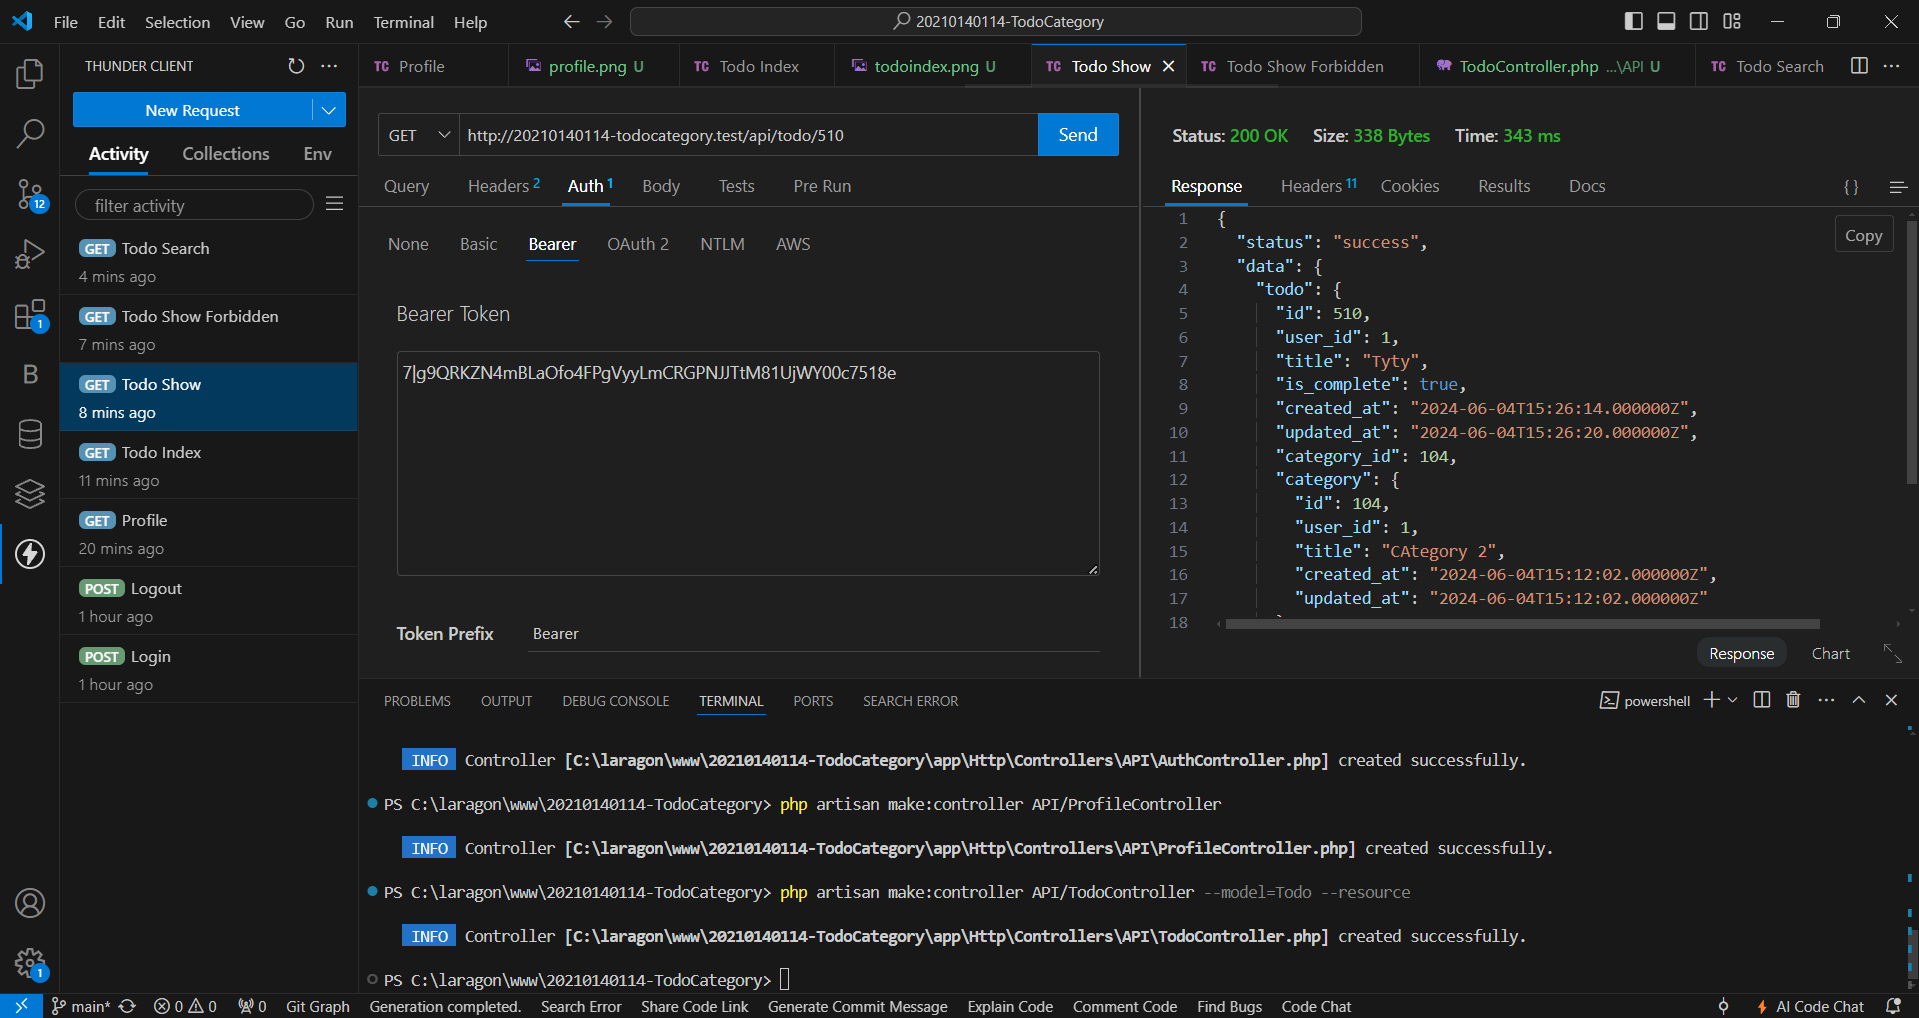 File Edit Selection View Go Run Terminal Help
20210140114-TodoCategory
THUNDER CLIENT
New Request
Activity Collections Env
filter activity
GET Todo Search
4 mins ago
GET Todo Show Forbidden
7 mins ago
GET Todo Show
8 mins ago
GET Todo Index
11 mins ago
GET Profile
20 mins ago
POST Logout
1 hour ago
POST Login
1 hour ago
12
1
B
1
TC Profile
profile.png U
TC Todo Index
todoindex.png U
TC Todo Show
TC Todo Show Forbidden
TodoController.php ...\API U
TC Todo Search
GET http://20210140114-todocategory.test/api/todo/510 Send
Query Headers 2 Auth 1 Body Tests Pre Run
None Basic Bearer OAuth 2 NTLM AWS
Bearer Token
7|g9QRKZN4mBLaOfo4FPgVyyLmCRGPNJJTtM81UjWY00c7518e
Token Prefix Bearer
Status: 200 OK Size: 338 Bytes Time: 343 ms
Response Headers 11 Cookies Results Docs { }
Copy
1 {
2 "status": "success",
3 "data": {
4 "todo": {
5 "id": 510,
6 "user_id": 1,
7 "title": "Tyty",
8 "is_complete": true,
9 "created_at": "2024-06-04T15:26:14.000000Z",
10 "updated_at": "2024-06-04T15:26:20.000000Z",
11 "category_id": 104,
12 "category": {
13 "id": 104,
14 "user_id": 1,
15 "title": "CAtegory 2",
16 "created_at": "2024-06-04T15:12:02.000000Z",
17 "updated_at": "2024-06-04T15:12:02.000000Z"
18
Response Chart
PROBLEMS OUTPUT DEBUG CONSOLE TERMINAL PORTS SEARCH ERROR
powershell
INFO Controller [C:\laragon\www\20210140114-TodoCategory\app\Http\Controllers\API\AuthController.php] created successfully.
PS C:\laragon\www\20210140114-TodoCategory> php artisan make:controller API/ProfileController
INFO Controller [C:\laragon\www\20210140114-TodoCategory\app\Http\Controllers\API\ProfileController.php] created successfully.
PS C:\laragon\www\20210140114-TodoCategory> php artisan make:controller API/TodoController --model=Todo --resource
INFO Controller [C:\laragon\www\20210140114-TodoCategory\app\Http\Controllers\API\TodoController.php] created successfully.
PS C:\laragon\www\20210140114-TodoCategory>
main* 0 0 0 Git Graph Generation completed. Search Error Share Code Link Generate Commit Message Explain Code Comment Code Find Bugs Code Chat AI Code Chat